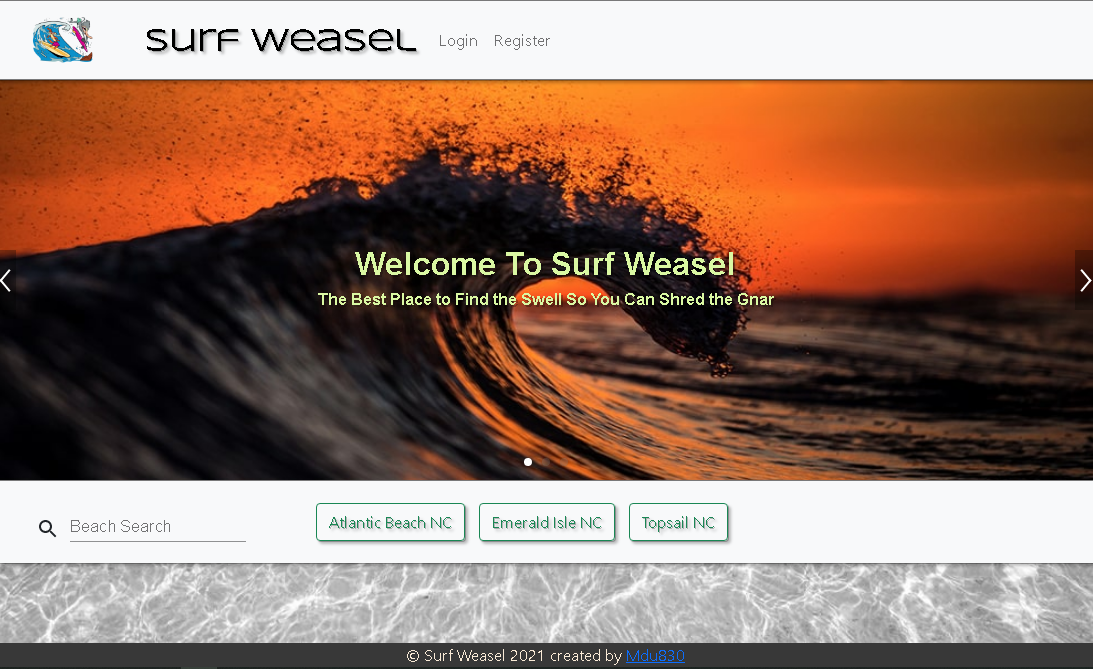 Surf Weasel
Login Register
Welcome To Surf Weasel
The Best Place to Find the Swell So You Can Shred the Gnar
Beach Search
Atlantic Beach NC Emerald Isle NC Topsail NC
© Surf Weasel 2021 created by Mdu830